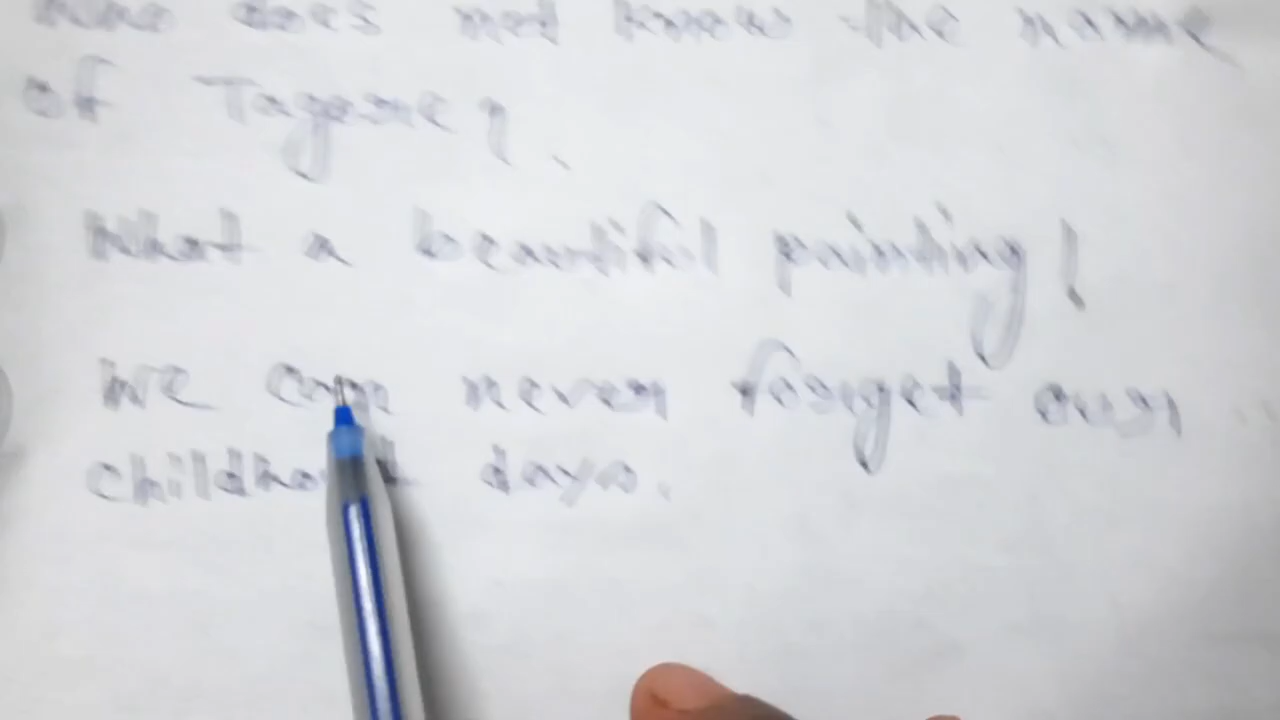 Who does not know the name
of Tagore?
What a beautiful painting!
We can never forget our
childhood days.